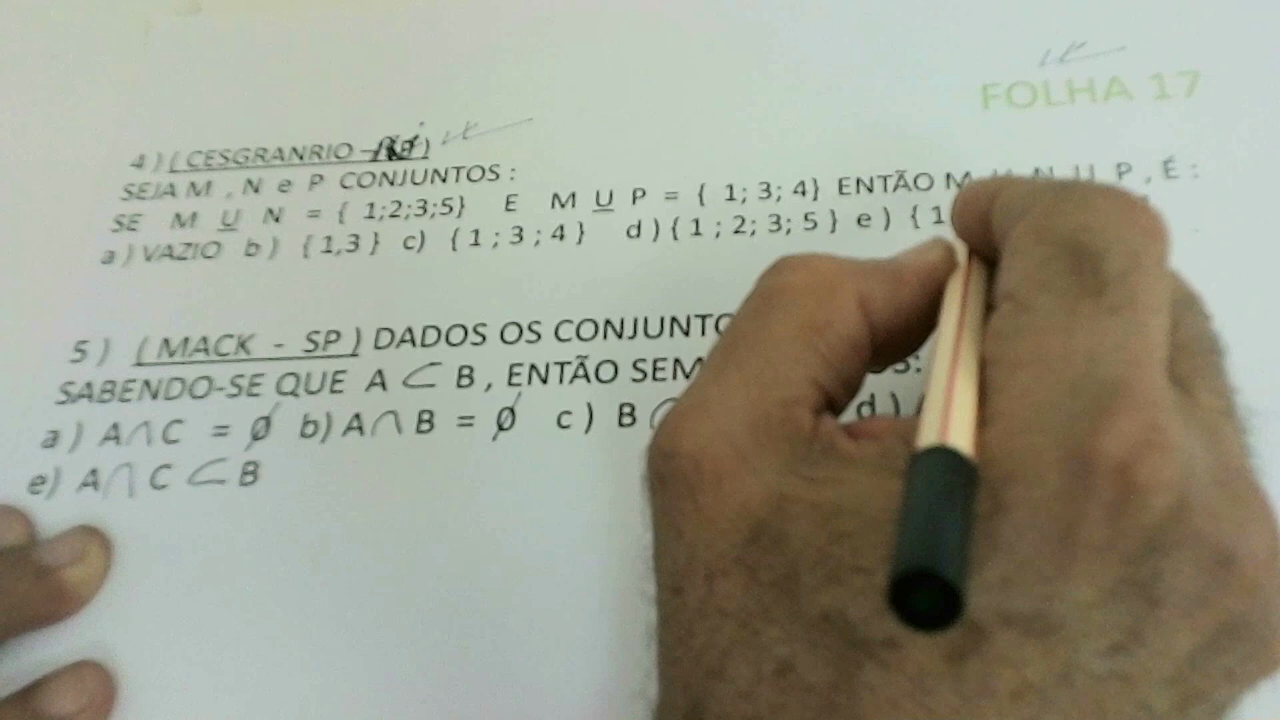 FOLHA 17
4 ) ( CESGRANRIO - )
SEJA M , N e P CONJUNTOS :
SE M U N = { 1;2;3;5} E M U P = { 1; 3; 4} ENTÃO M U N U P , É :
a ) VAZIO b ) { 1,3 } c) { 1 ; 3 ; 4 } d ) { 1 ; 2; 3; 5 } e ) { 1
5 ) ( MACK - SP ) DADOS OS CONJUNTO
SABENDO-SE QUE A ⊂ B , ENTÃO SEM S:
a ) A∩C = ∅ b) A∩B = ∅ c ) B d )
e) A∩C ⊂ B